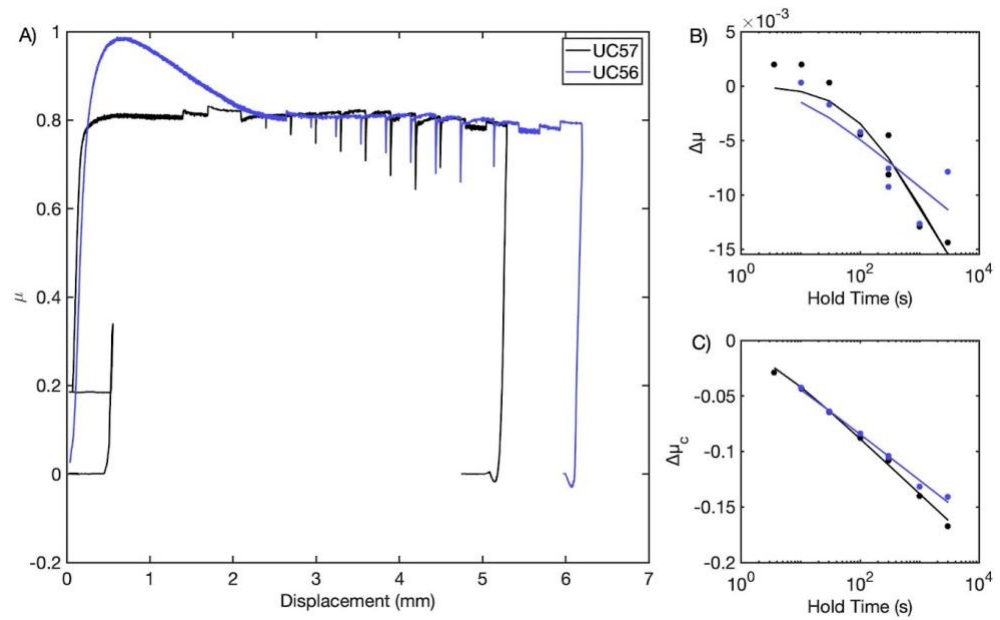 A)
1
0.8
0.6
0.4
0.2
0
-0.2
μ
0 1 2 3 4 5 6 7
Displacement (mm)
UC57
UC56
B)
5 ×10⁻³
0
-5
-10
-15
Δμ
10⁰ 10² 10⁴
Hold Time (s)
C)
0
-0.05
-0.1
-0.15
-0.2
Δμc
10⁰ 10² 10⁴
Hold Time (s)